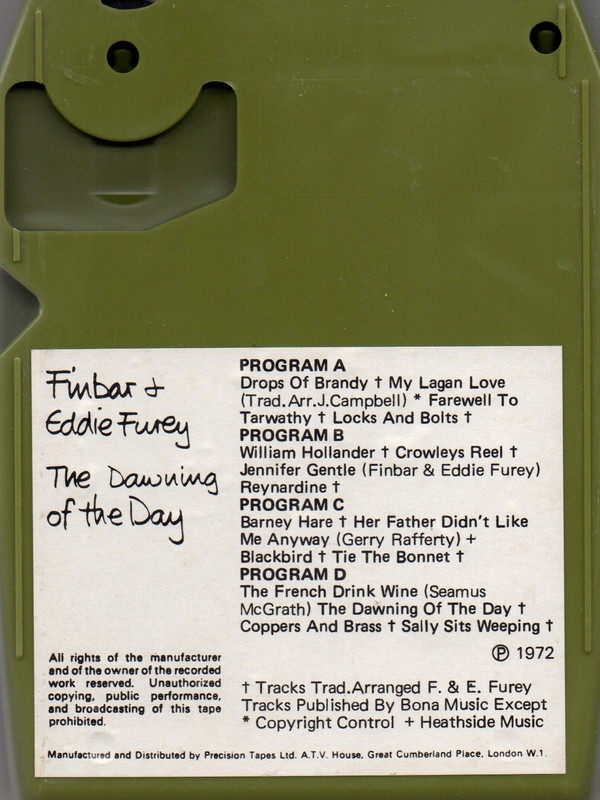 Finbar +
Eddie Furey
The Dawning
of the Day
PROGRAM A
Drops Of Brandy † My Lagan Love
(Trad.Arr.J.Campbell) * Farewell To
Tarwathy † Locks And Bolts †
PROGRAM B
William Hollander † Crowleys Reel †
Jennifer Gentle (Finbar & Eddie Furey)
Reynardine †
PROGRAM C
Barney Hare † Her Father Didn't Like
Me Anyway (Gerry Rafferty) +
Blackbird † Tie The Bonnet †
PROGRAM D
The French Drink Wine (Seamus
McGrath) The Dawning Of The Day †
Coppers And Brass † Sally Sits Weeping †
℗ 1972
All rights of the manufacturer
and of the owner of the recorded
work reserved. Unauthorized
copying, public performance,
and broadcasting of this tape
prohibited.
† Tracks Trad.Arranged F. & E. Furey
Tracks Published By Bona Music Except
* Copyright Control + Heathside Music
Manufactured and Distributed by Precision Tapes Ltd. A.T.V. House, Great Cumberland Place, London W.1.